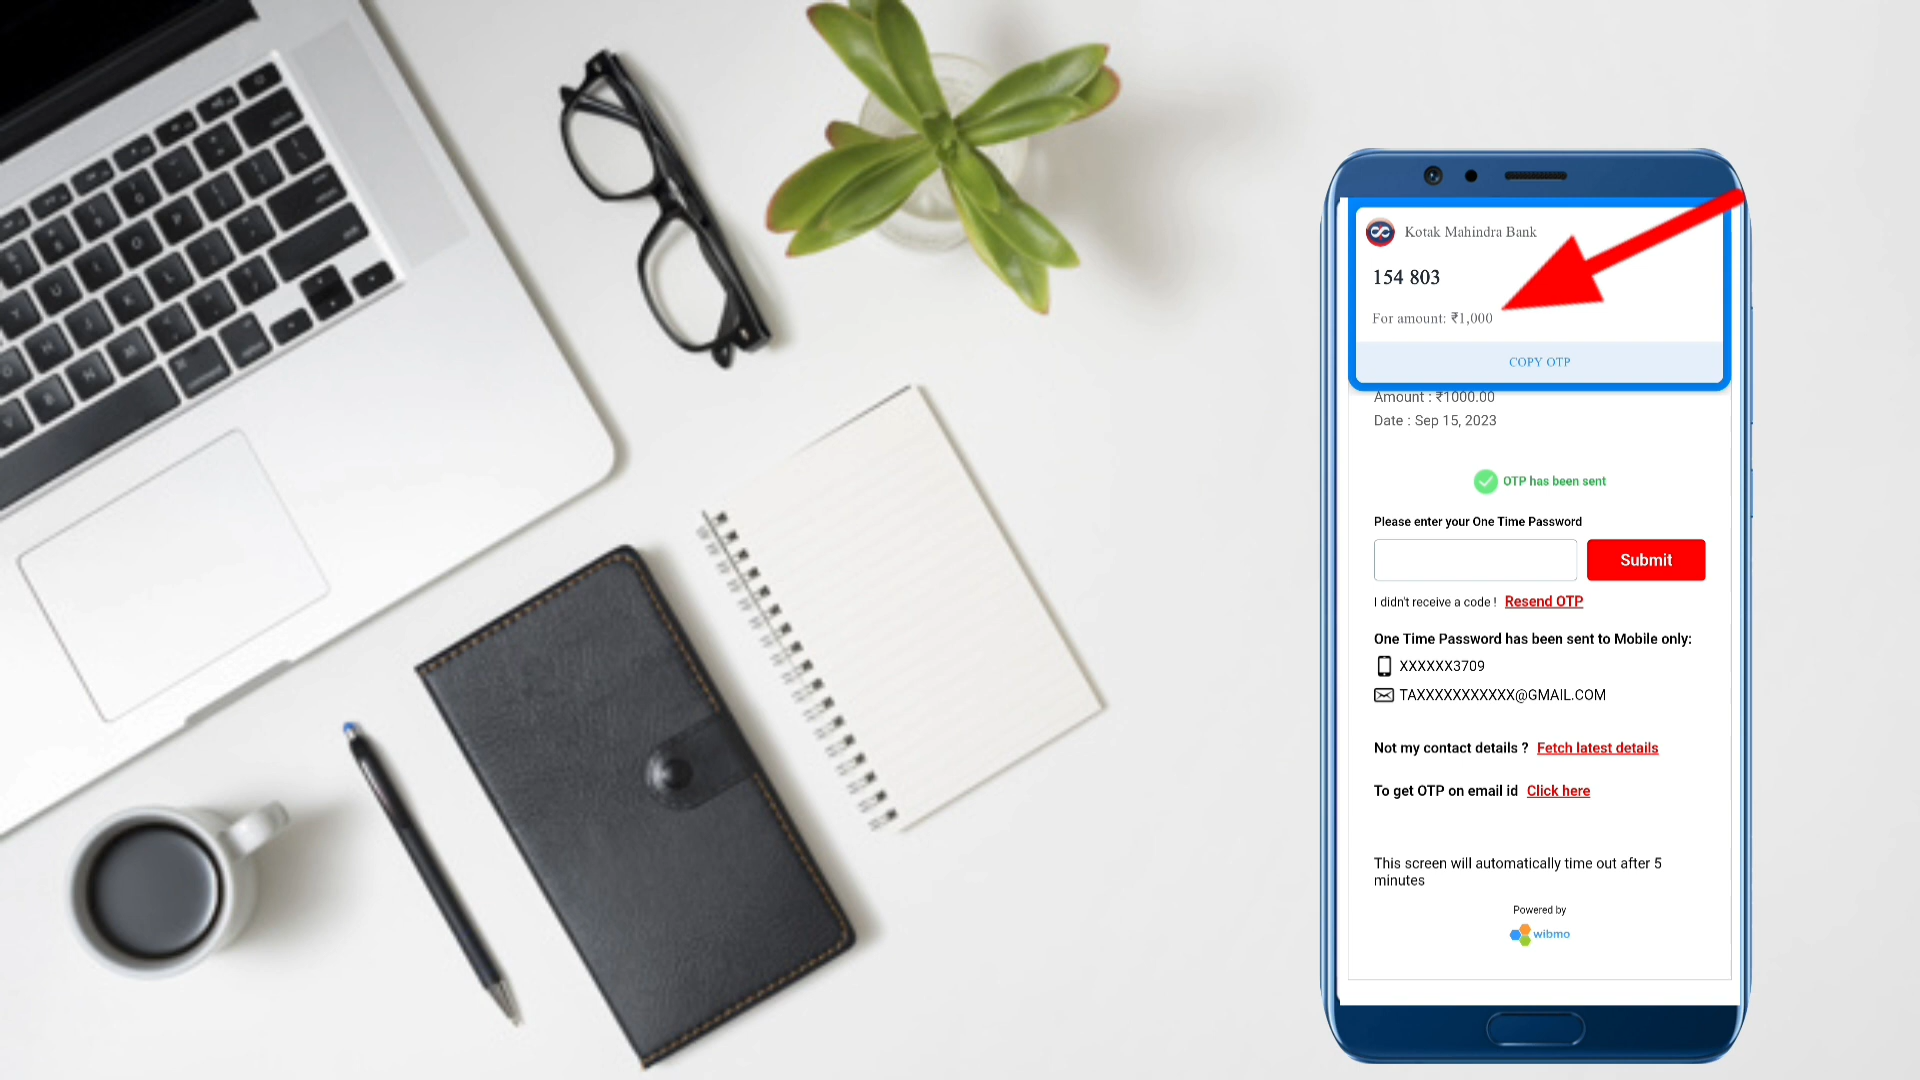 Kotak Mahindra Bank
154 803
For amount: ₹1,000
COPY OTP
Amount : ₹1000.00
Date : Sep 15, 2023
OTP has been sent
Please enter your One Time Password
Submit
I didn't receive a code ! Resend OTP
One Time Password has been sent to Mobile only:
XXXXXX3709
TAXXXXXXXXXXXX@GMAIL.COM
Not my contact details ? Fetch latest details
To get OTP on email id Click here
This screen will automatically time out after 5
minutes
Powered by
wibmo